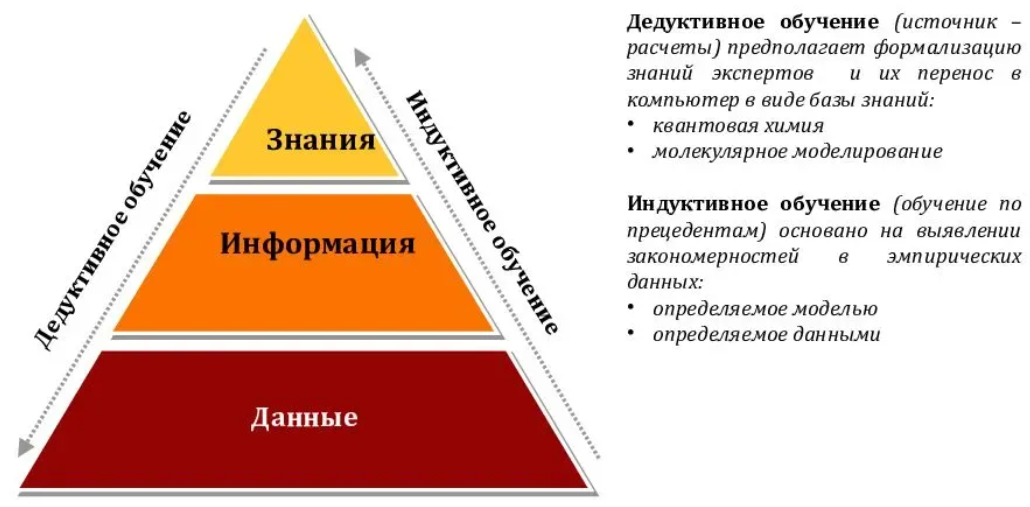 Знания
Информация
Данные
Дедуктивное обучение
Индуктивное обучение
Дедуктивное обучение (источник –
расчеты) предполагает формализацию
знаний экспертов и их перенос в
компьютер в виде базы знаний:
• квантовая химия
• молекулярное моделирование
Индуктивное обучение (обучение по
прецедентам) основано на выявлении
закономерностей в эмпирических
данных:
• определяемое моделью
• определяемое данными